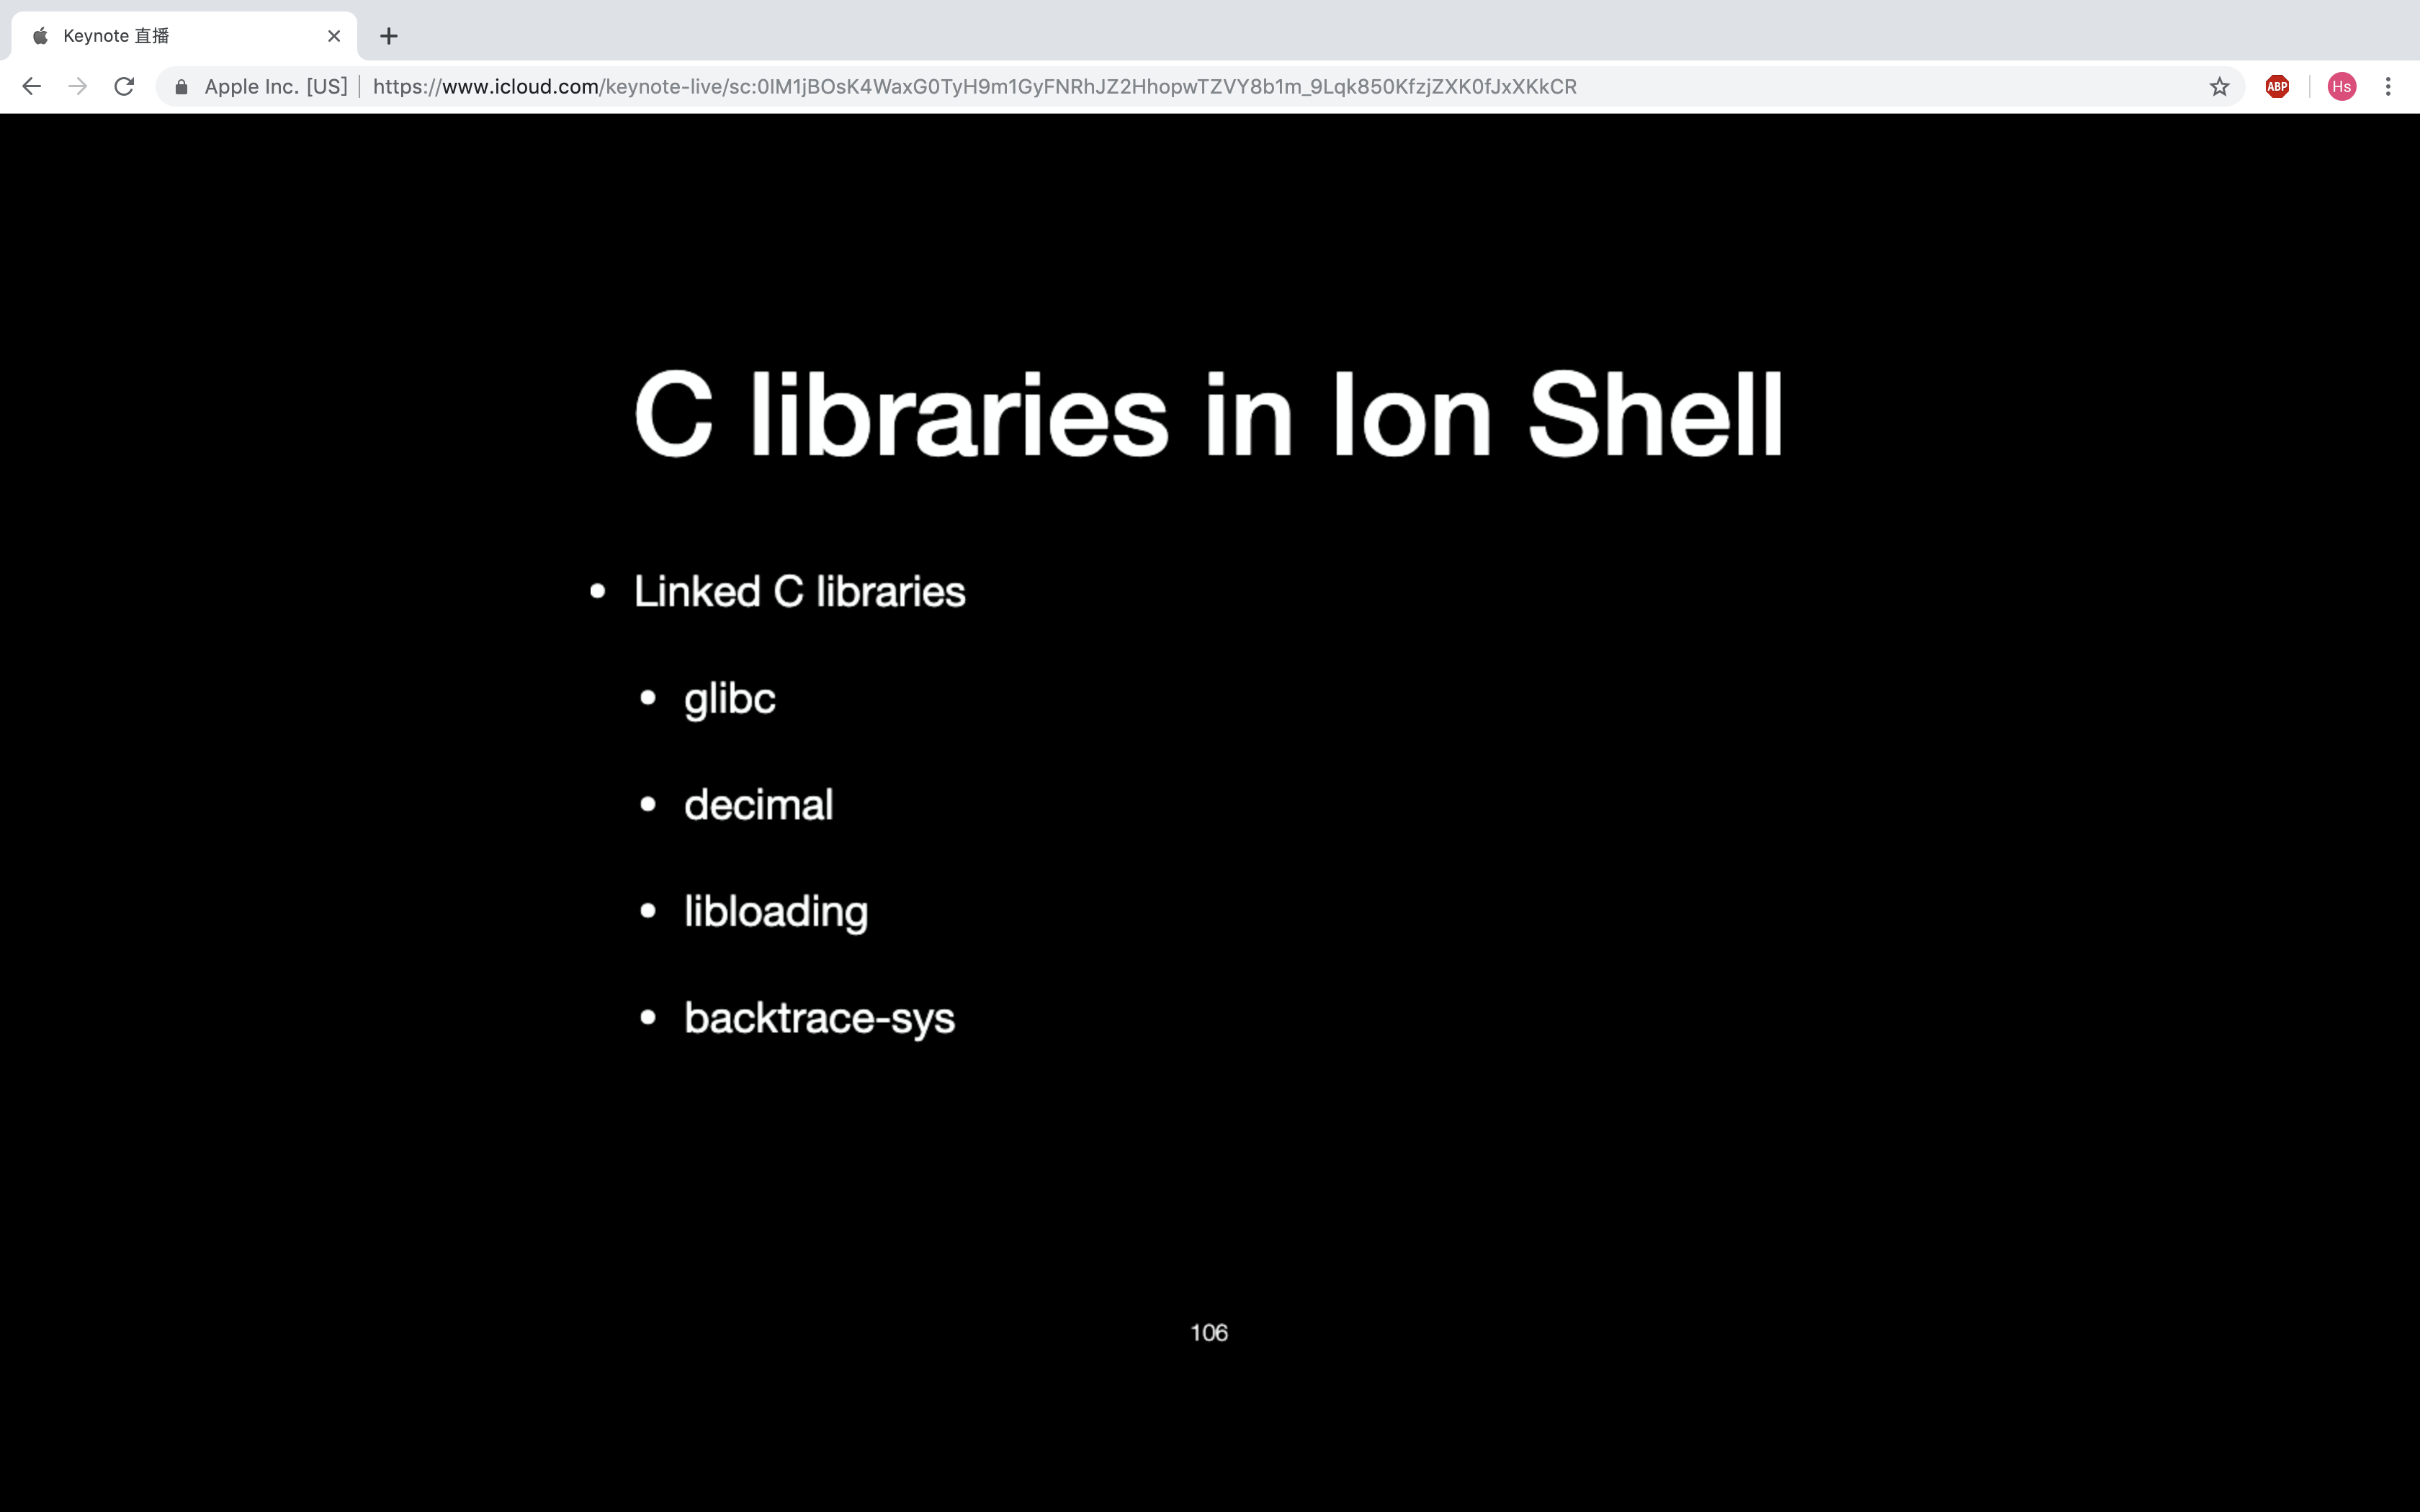 Keynote 直播
Apple Inc. [US] https://www.icloud.com/keynote-live/sc:0IM1jBOsK4WaxG0TyH9m1GyFNRhJZ2HhopwTZVY8b1m_9Lqk850KfzjZXK0fJxXKkCR
ABP
Hs
C libraries in Ion Shell
• Linked C libraries
• glibc
• decimal
• libloading
• backtrace-sys
106